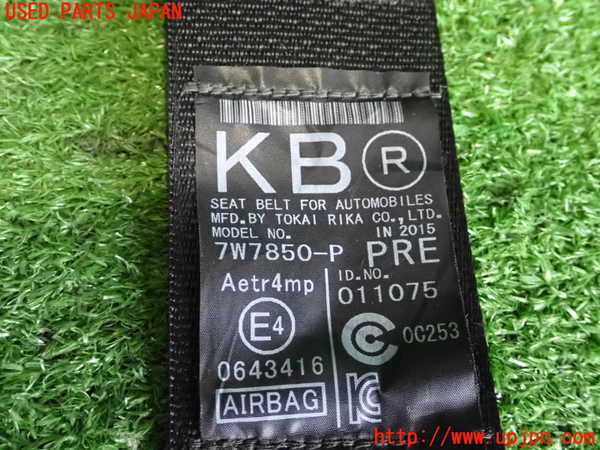 USED PARTS JAPAN
KB R
SEAT BELT FOR AUTOMOBILES
MFD.BY TOKAI RIKA CO.,LTD.
MODEL NO. IN 2015
7W7850-P PRE
Aetr4mp
ID.NO.
011075
E4
0C253
0643416
AIRBAG
http://www.upjpn.com